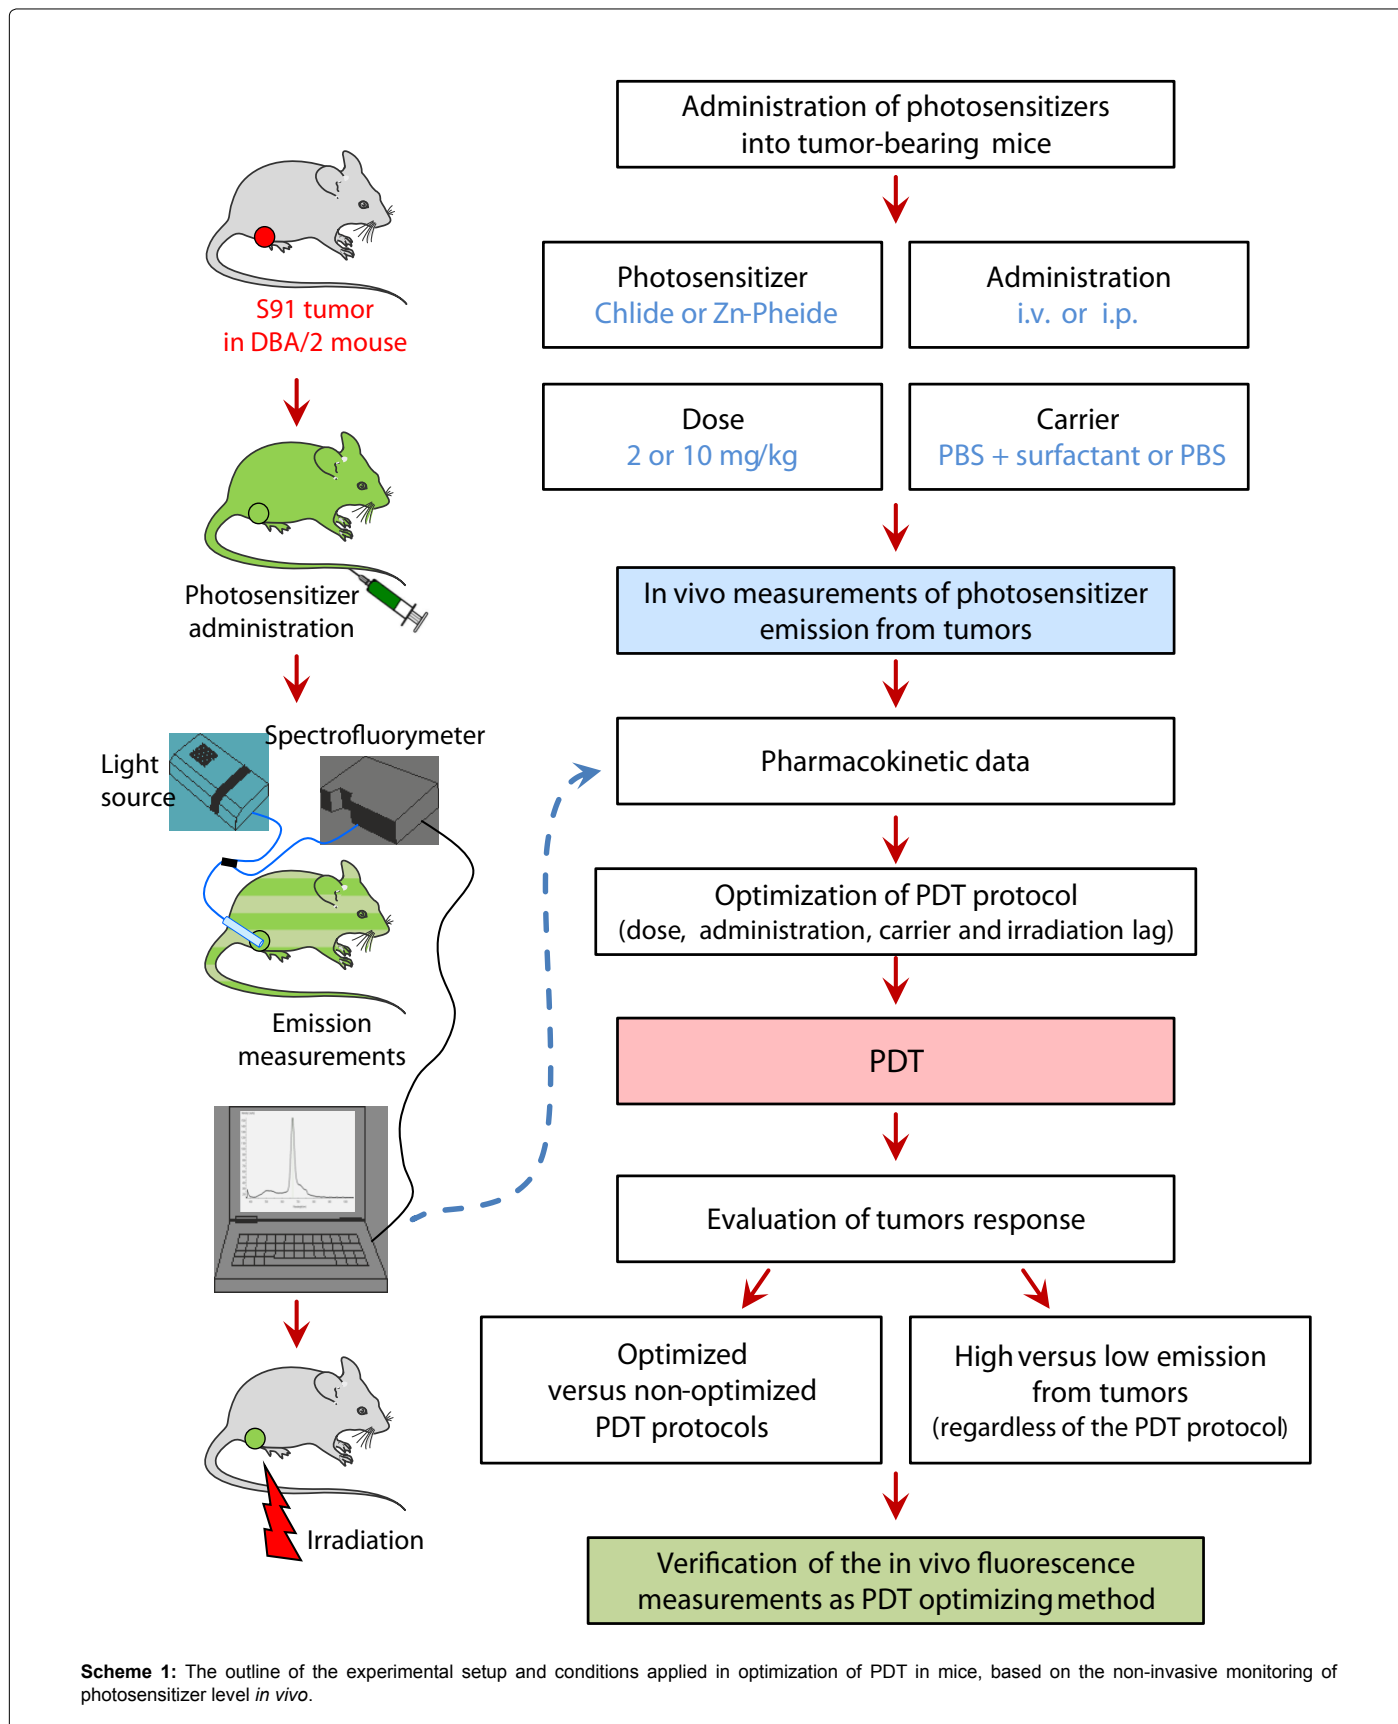 Administration of photosensitizers
into tumor-bearing mice
Photosensitizer
Chlide or Zn-Pheide
Administration
i.v. or i.p.
Dose
2 or 10 mg/kg
Carrier
PBS + surfactant or PBS
In vivo measurements of photosensitizer
emission from tumors
Pharmacokinetic data
Optimization of PDT protocol
(dose, administration, carrier and irradiation lag)
PDT
Evaluation of tumors response
Optimized
versus non-optimized
PDT protocols
High versus low emission
from tumors
(regardless of the PDT protocol)
Verification of the in vivo fluorescence
measurements as PDT optimizing method
S91 tumor
in DBA/2 mouse
Photosensitizer
administration
Spectrofluorymeter
Light
source
Emission
measurements
Irradiation
Scheme 1: The outline of the experimental setup and conditions applied in optimization of PDT in mice, based on the non-invasive monitoring of
photosensitizer level in vivo.